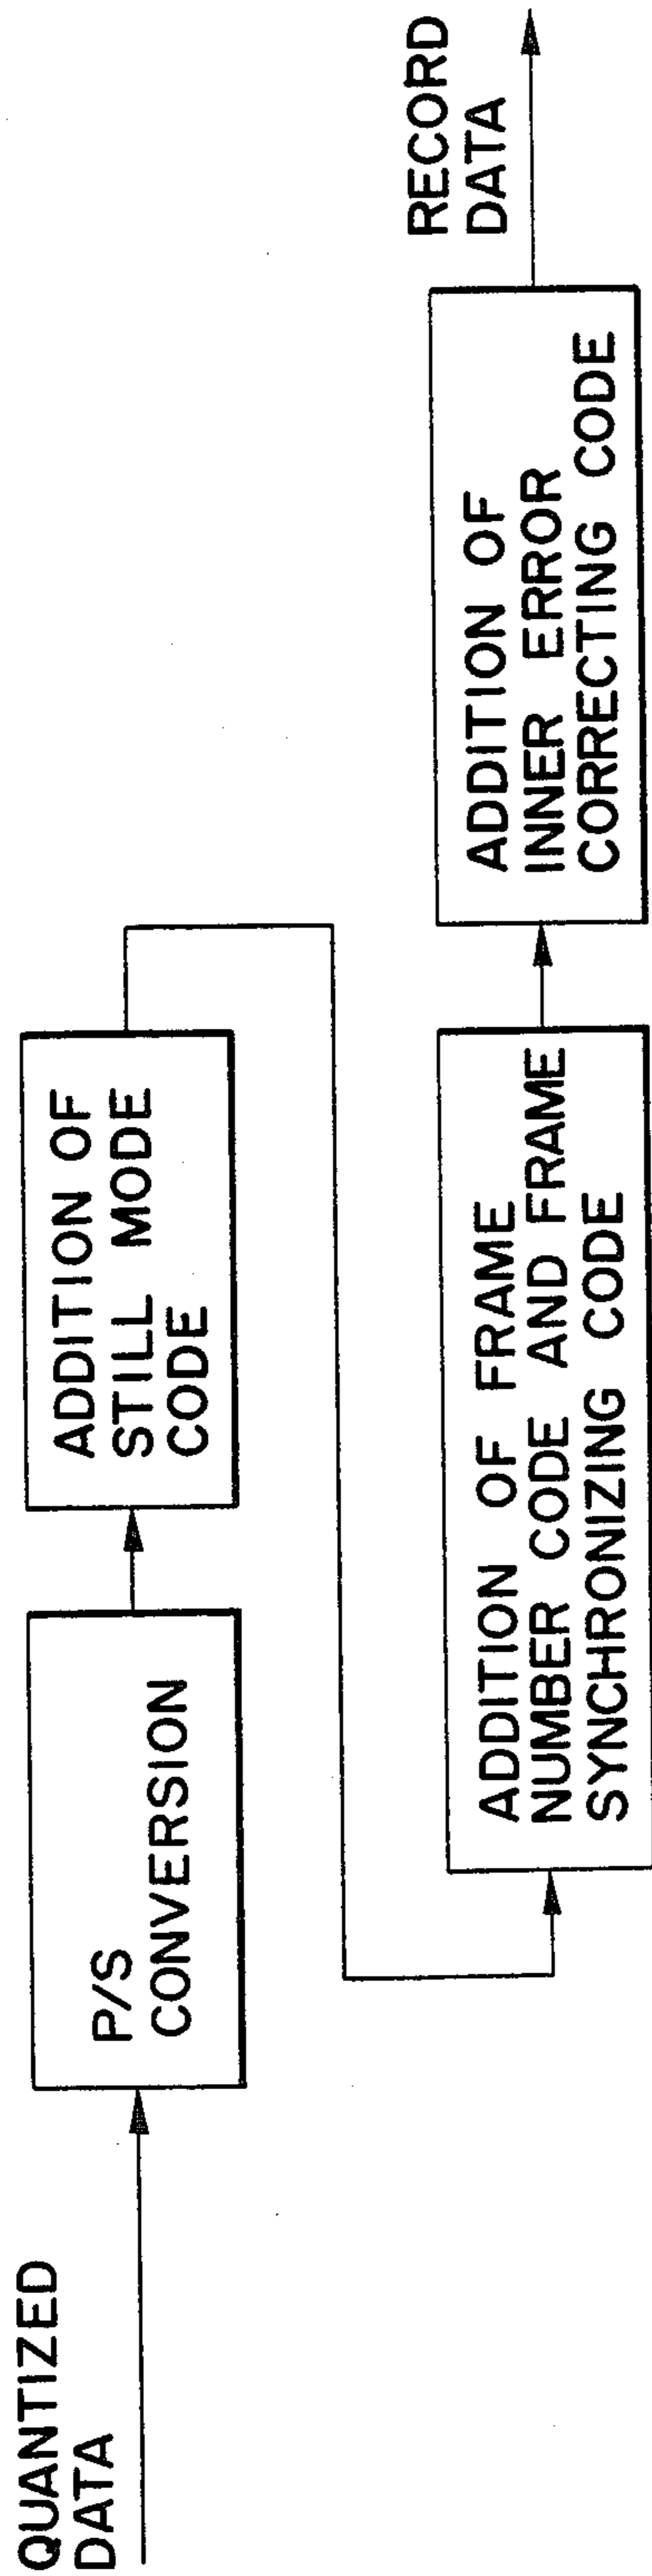 QUANTIZED
DATA
P/S
CONVERSION
ADDITION OF
STILL MODE
CODE
ADDITION OF FRAME
NUMBER CODE AND FRAME
SYNCHRONIZING CODE
ADDITION OF
INNER ERROR
CORRECTING CODE
RECORD
DATA